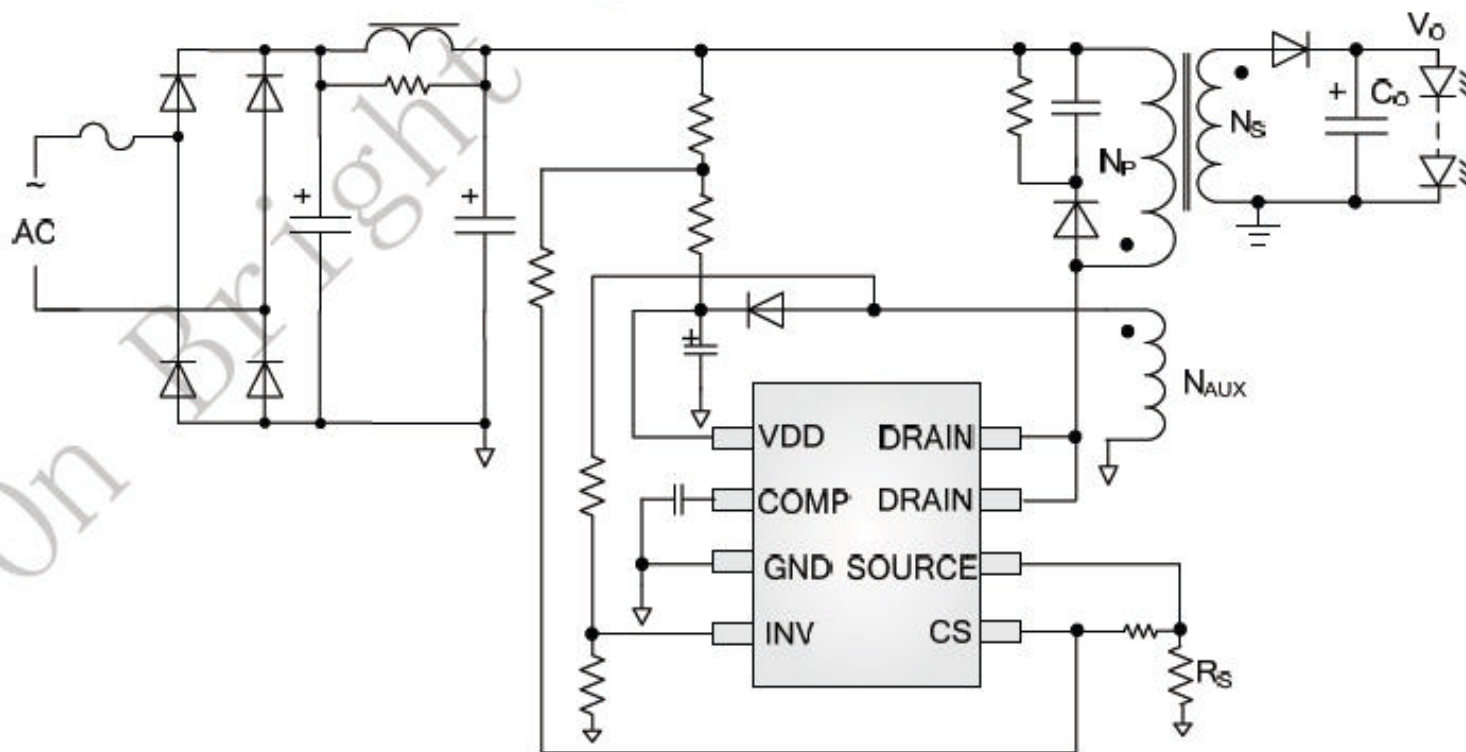 On Bright
~
AC
+
+
+
NP
NS
+
CO
VO
NAUX
VDD
DRAIN
COMP
DRAIN
GND
SOURCE
INV
CS
RS